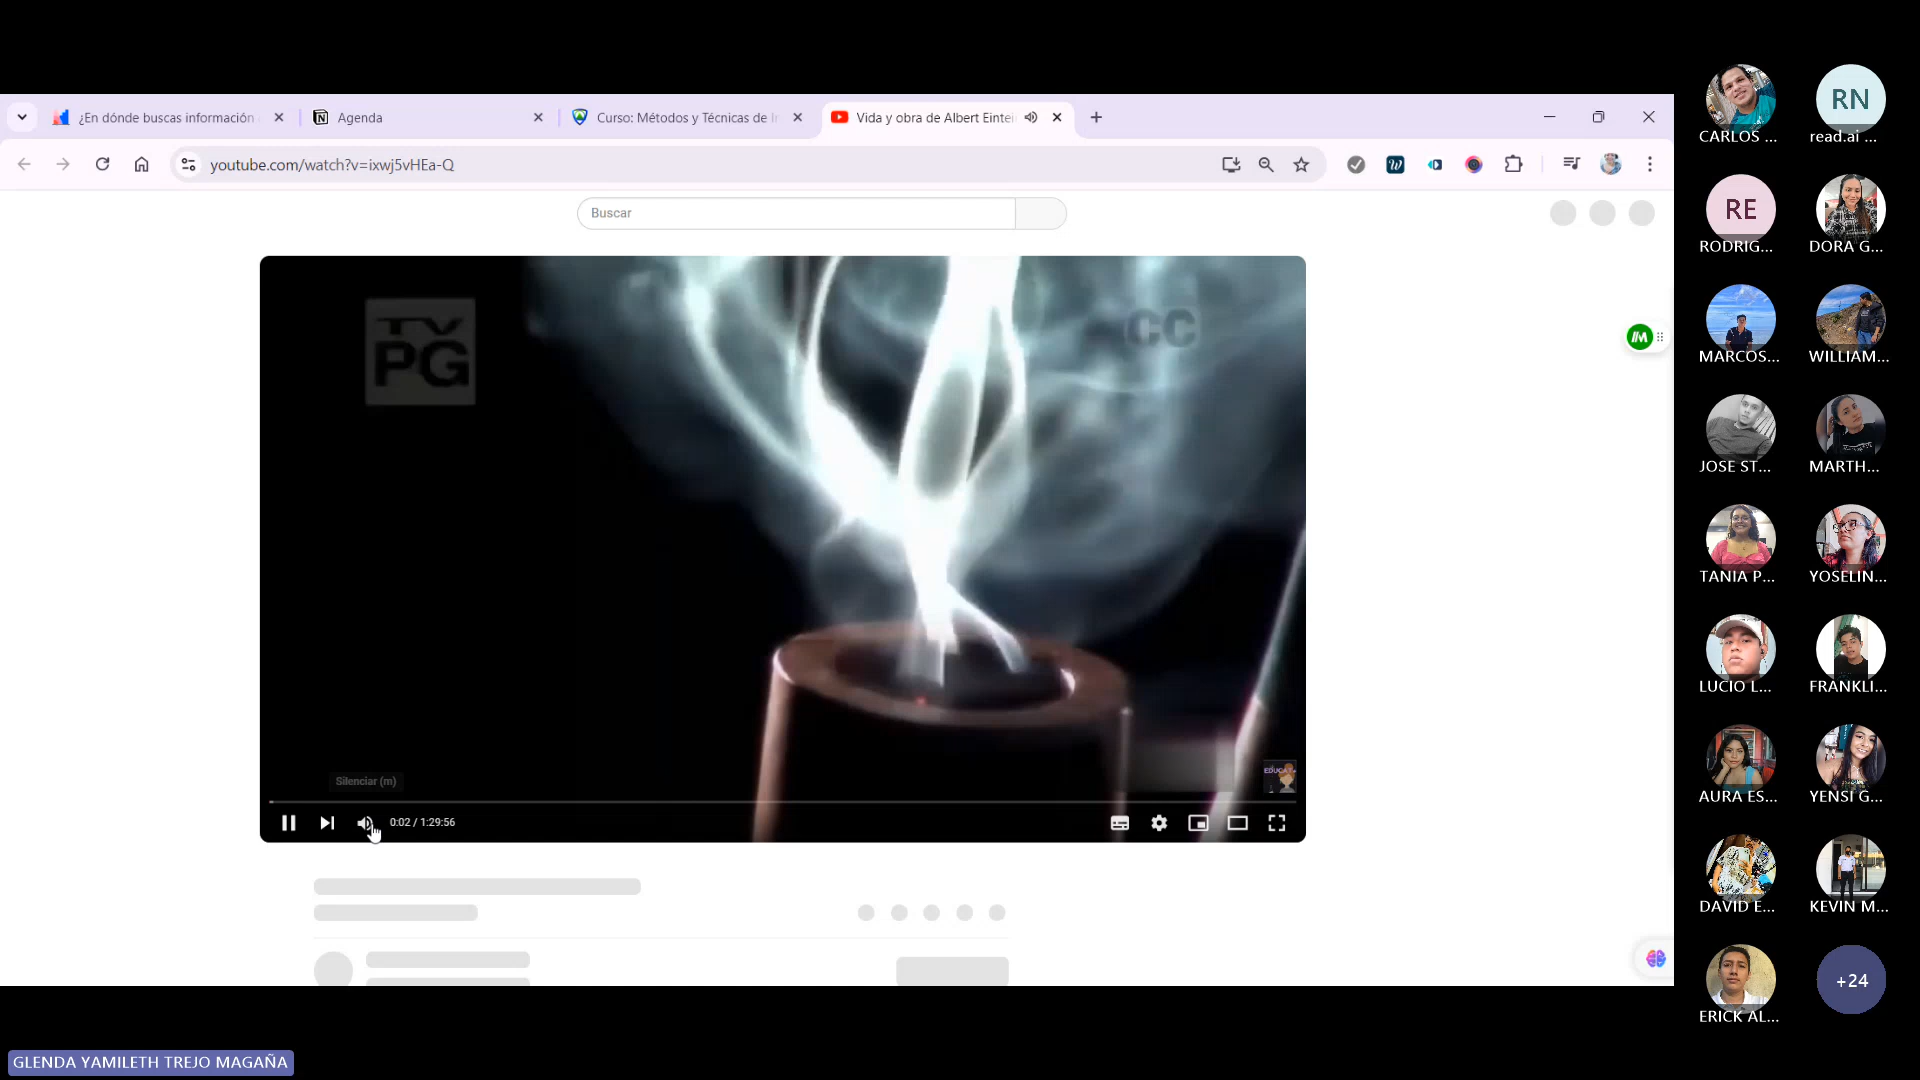 ¿En dónde buscas información
Agenda
Curso: Métodos y Técnicas de I
Vida y obra de Albert Eintei
youtube.com/watch?v=ixwj5vHEa-Q
Buscar
TV
PG
CC
EDUCA
Silenciar (m)
0:02 / 1:29:56
CARLOS ...
RN
read.ai ...
RE
RODRIG...
DORA G...
MARCOS...
WILLIAM...
JOSE ST...
MARTH...
TANIA P...
YOSELIN...
LUCIO L...
FRANKLI...
AURA ES...
YENSI G...
DAVID E...
KEVIN M...
ERICK AL...
+24
GLENDA YAMILETH TREJO MAGAÑA